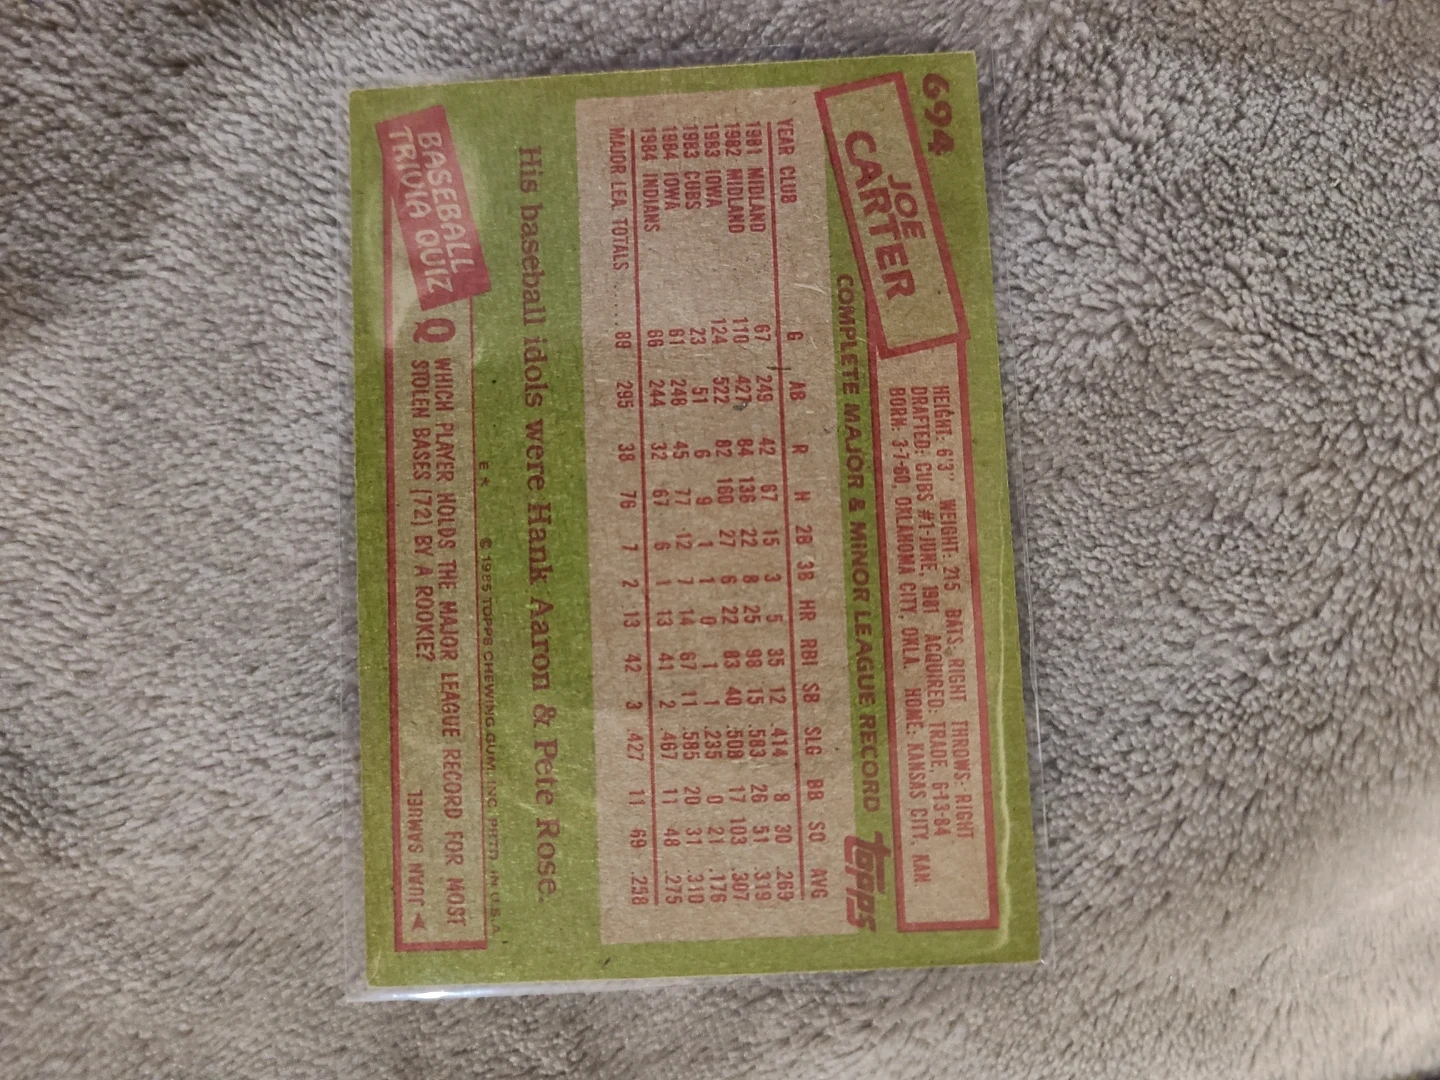 694
JOE
CARTER
HEIGHT: 6'3" WEIGHT: 215 BATS: RIGHT THROWS: RIGHT
DRAFTED: CUBS #1-JUNE, 1981 ACQUIRED: TRADE, 6-13-84
BORN: 3-7-60, OKLAHOMA CITY, OKLA. HOME: KANSAS CITY, KAN
COMPLETE MAJOR & MINOR LEAGUE RECORD topps
YEAR CLUB G AB R H 2B 3B HR RBI SB SLG BB SO AVG
1981 MIDLAND 67 249 42 67 15 3 5 35 12 .414 8 30 .269
1982 MIDLAND 110 427 84 136 22 8 25 98 15 .583 26 51 .319
1983 IOWA 124 522 82 160 27 6 22 83 40 .508 17 103 .307
1983 CUBS 23 51 6 9 1 1 0 1 1 .235 0 21 .176
1984 IOWA 61 248 45 77 12 7 14 67 11 .585 20 31 .310
1984 INDIANS 66 244 32 67 6 1 13 41 2 .467 11 48 .275
MAJOR LEA. TOTALS ..... 89 295 38 76 7 2 13 42 3 .427 11 69 .258
His baseball idols were Hank Aaron & Pete Rose.
E * © 1985 TOPPS CHEWING GUM, INC. PRTD. IN U.S.A.
BASEBALL
TRIVIA QUIZ
Q WHICH PLAYER HOLDS THE MAJOR LEAGUE RECORD FOR MOST
STOLEN BASES (72) BY A ROOKIE?
JUAN SAMUEL